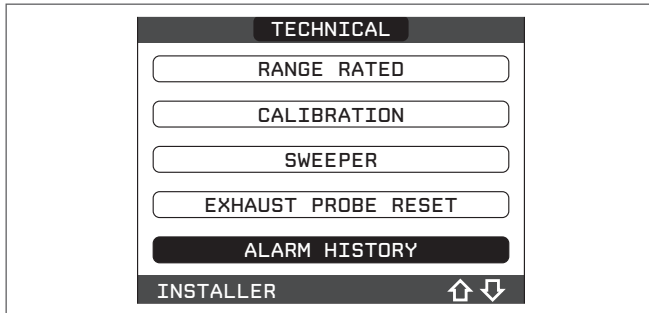 TECHNICAL
RANGE RATED
CALIBRATION
SWEEPER
EXHAUST PROBE RESET
ALARM HISTORY
INSTALLER